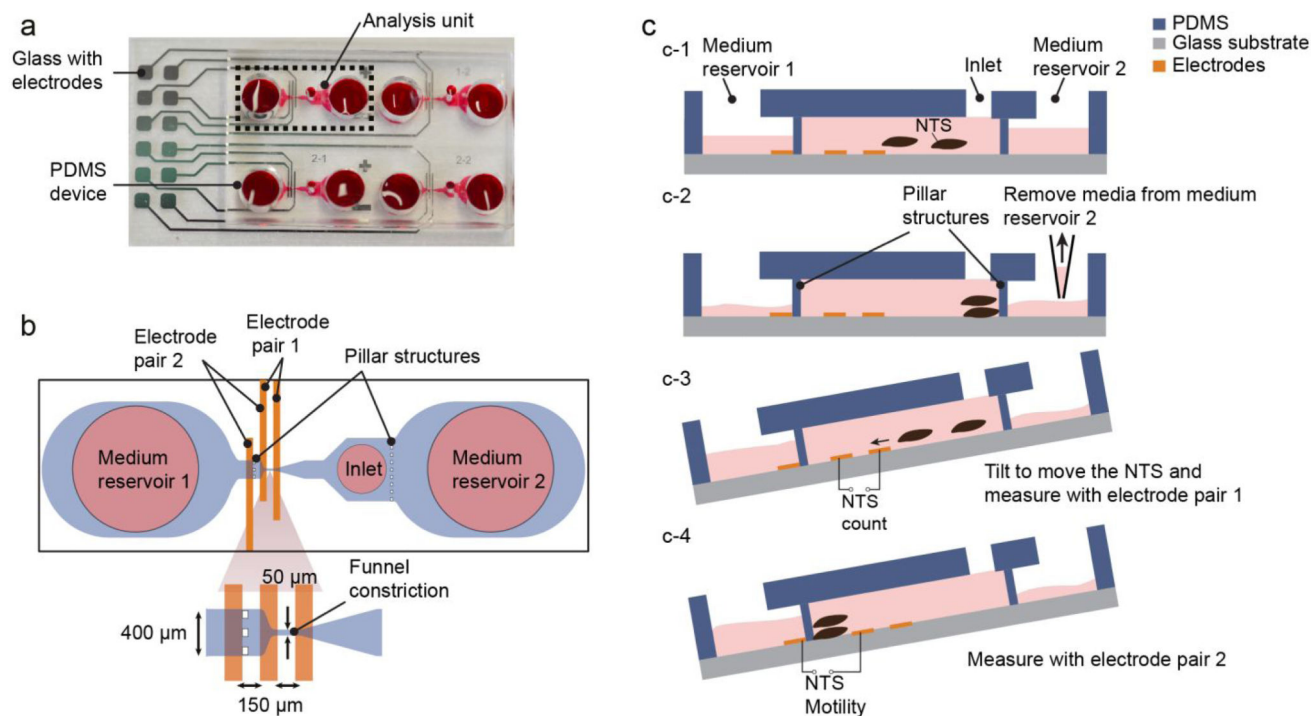 a
Analysis unit
Glass with
electrodes
PDMS
device
1-2
2-1
2-2
b
Electrode
pair 2
Electrode
pair 1
Pillar structures
Medium
reservoir 1
Inlet
Medium
reservoir 2
50 µm
Funnel
constriction
400 µm
150 µm
c
PDMS
Glass substrate
Electrodes
c-1
Medium
reservoir 1
Inlet
Medium
reservoir 2
NTS
c-2
Pillar
structures
Remove media from medium
reservoir 2
c-3
NTS
count
Tilt to move the NTS and
measure with electrode pair 1
c-4
NTS
Motility
Measure with electrode pair 2